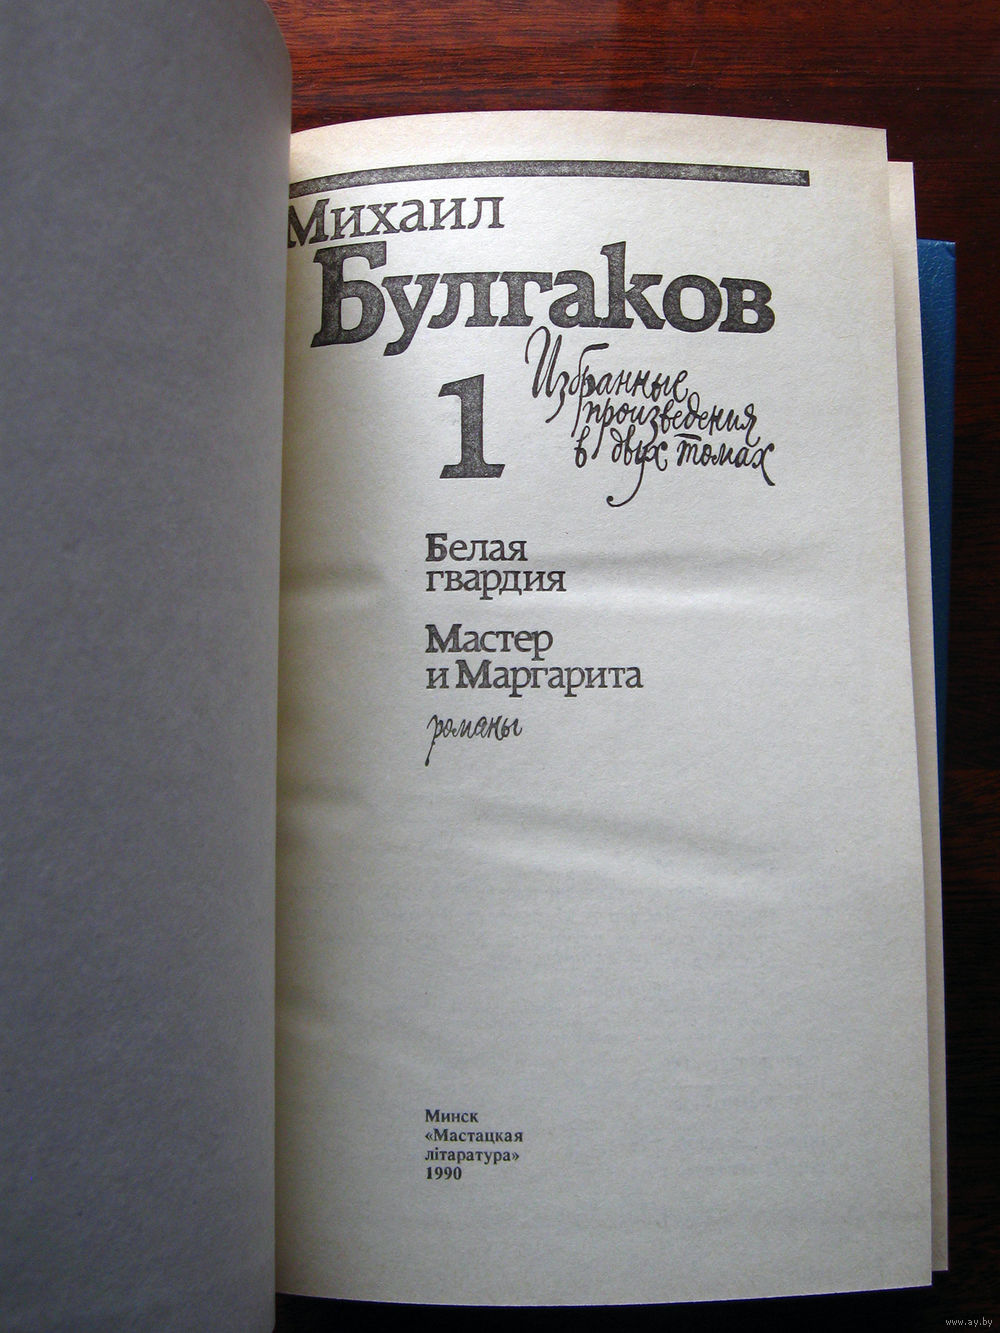 Михаил
Булгаков
1
Избранные
произведения
в двух томах
Белая
гвардия
Мастер
и Маргарита
романы
Минск
«Мастацкая
літаратура»
1990
www.ay.by